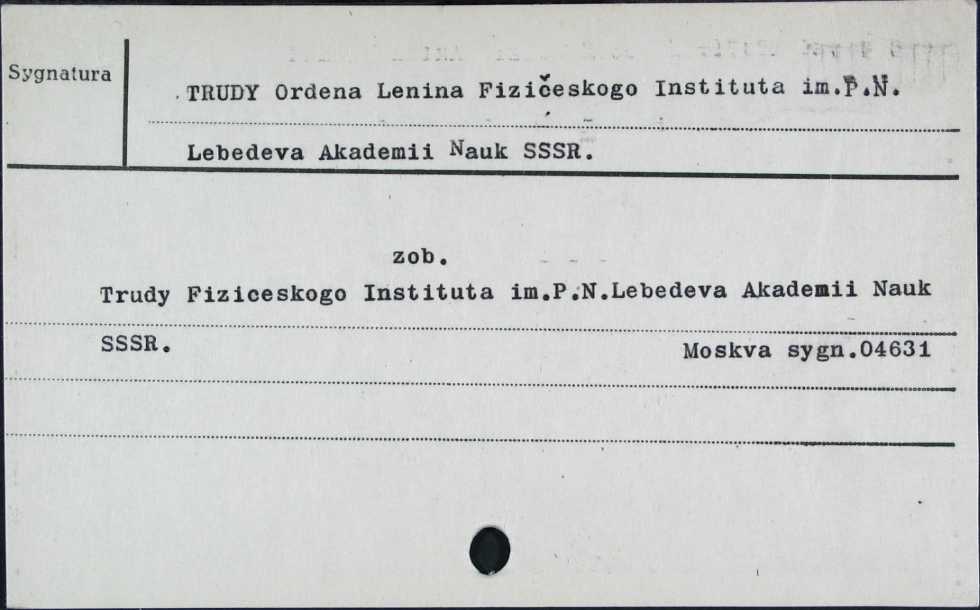 Sygnatura
TRUDY Ordena Lenina Fizičeskogo Instituta im.P.N.
Lebedeva Akademii Nauk SSSR.
zob.
Trudy Fiziceskogo Instituta im.P.N.Lebedeva Akademii Nauk
SSSR.
Moskva sygn.04631